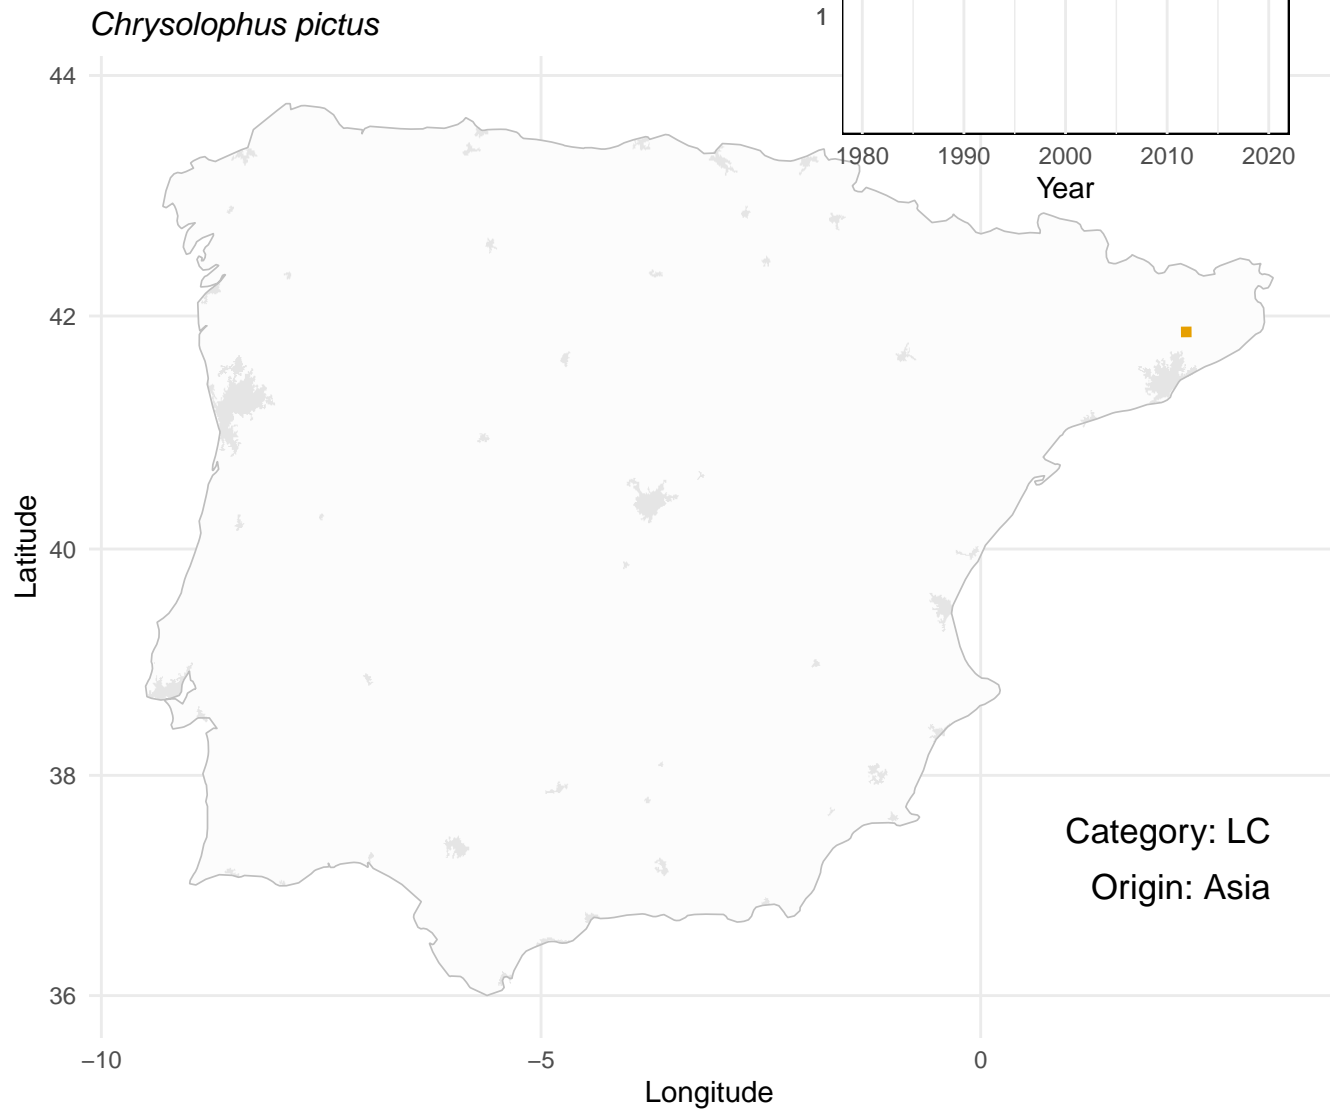 Chrysolophus pictus
1
1980 1990 2000 2010 2020
Year
44
42
40
38
36
Latitude
Category: LC
Origin: Asia
−10 −5 0
Longitude